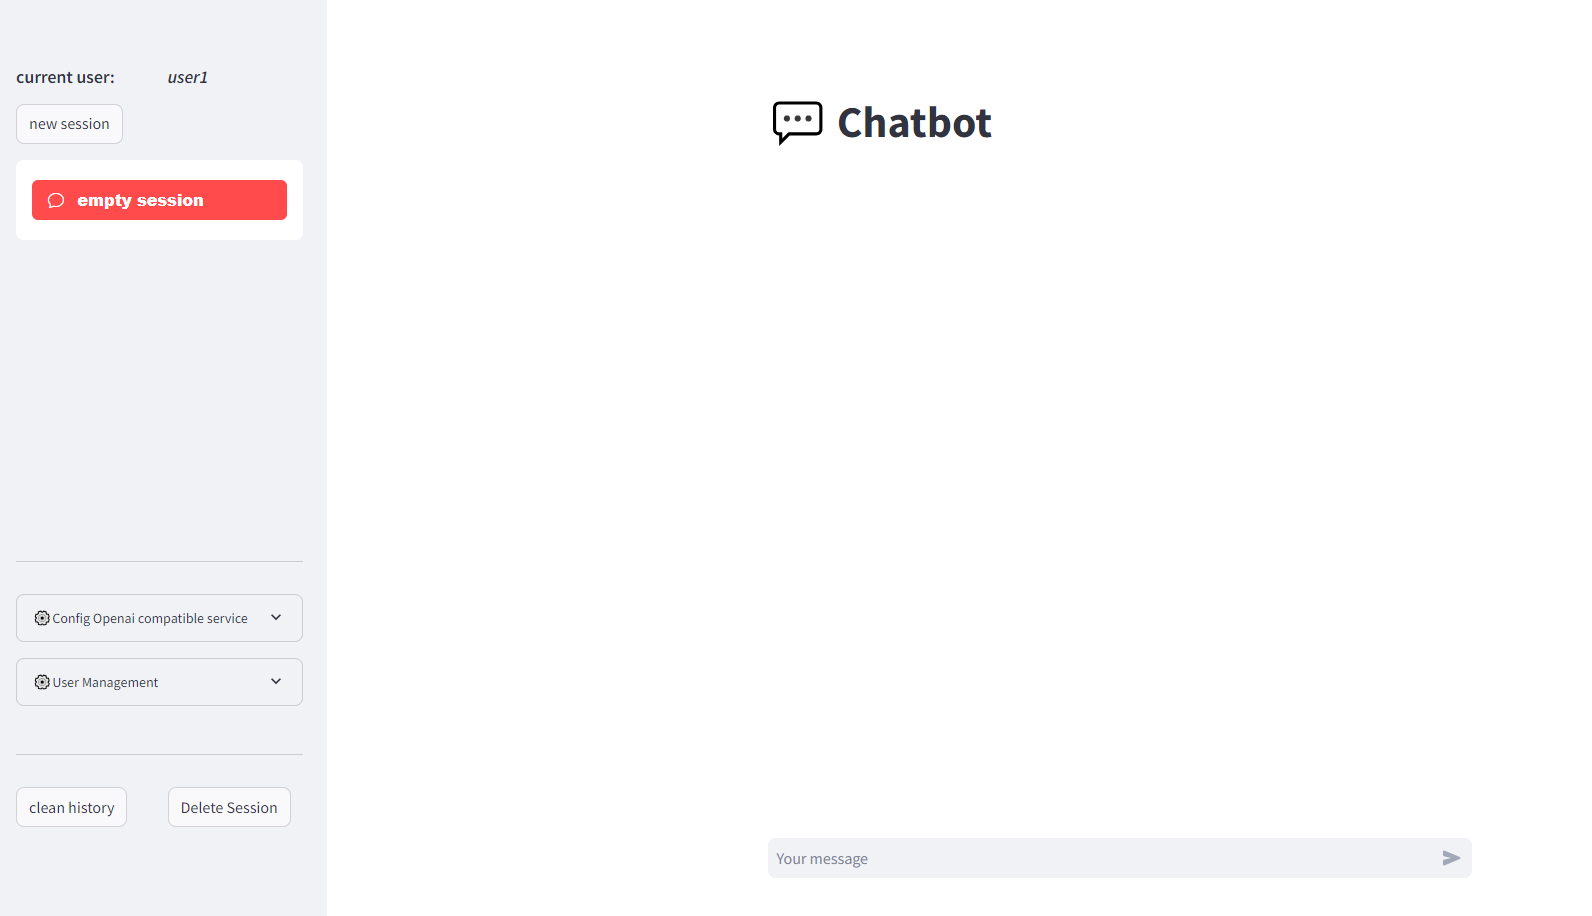 current user: user1
new session
empty session
Config Openai compatible service
User Management
clean history Delete Session
Chatbot
Your message